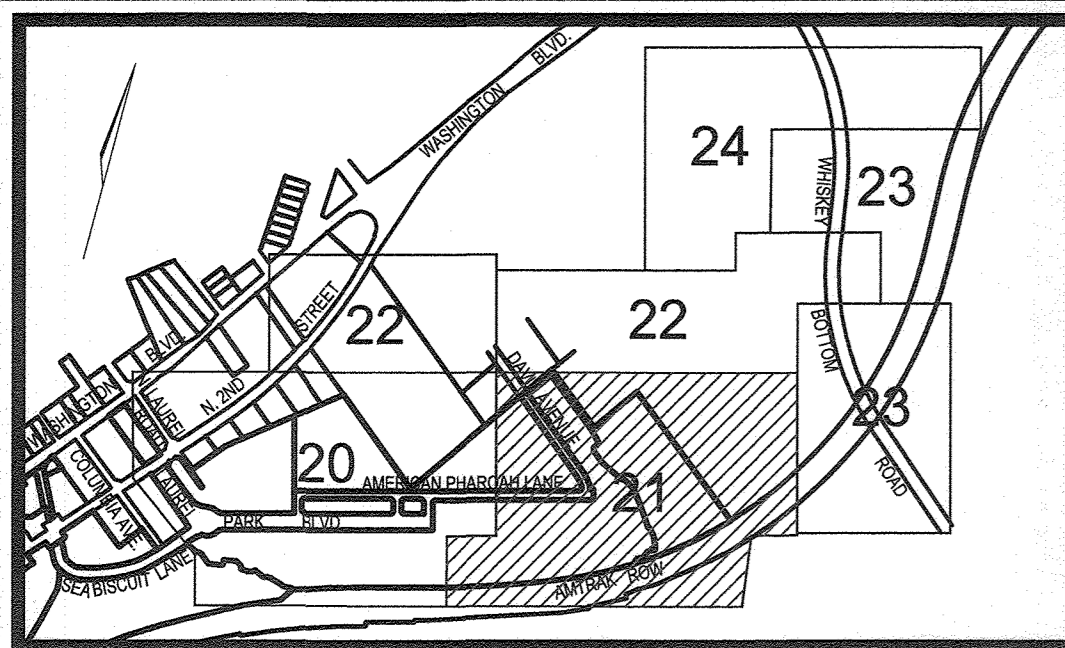 BLVD.
WASHINGTON
24
WHISKEY
23
STREET
22
22
BOTTOM
BLVD.
WASHINGTON
N. LAUREL
ROAD
N. 2ND
DAWN AVENUE
23
COLUMBIA AVE.
LAUREL
20
AMERICAN PHAROAH LANE
21
ROAD
PARK BLVD
SEABISCUIT LANE
AMTRAK ROW